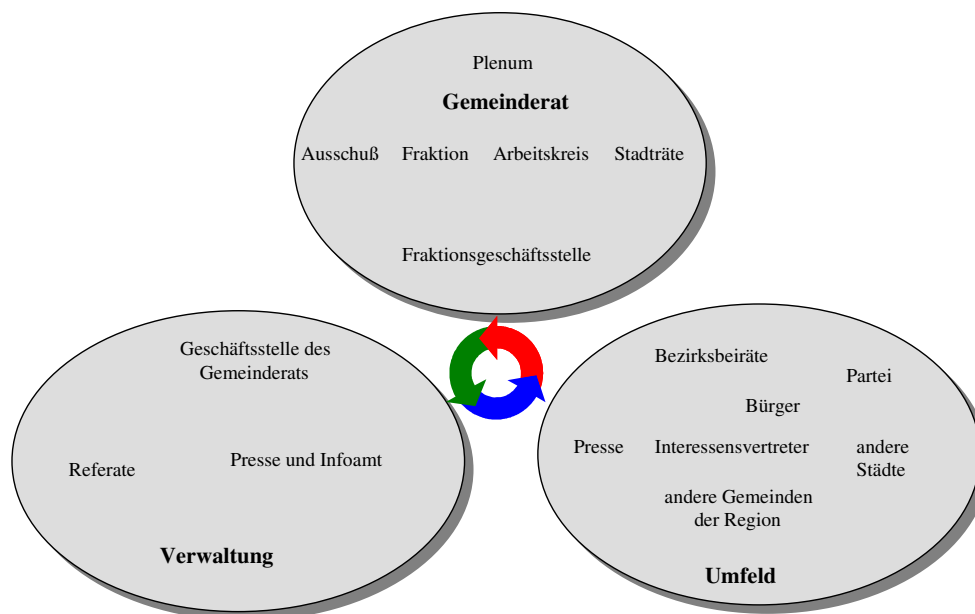 Plenum
Gemeinderat
Ausschuß Fraktion Arbeitskreis Stadträte
Fraktionsgeschäftsstelle
Geschäftsstelle des
Gemeinderats
Referate
Presse und Infoamt
Verwaltung
Bezirksbeiräte
Partei
Bürger
Presse
Interessensvertreter
andere
Städte
andere Gemeinden
der Region
Umfeld